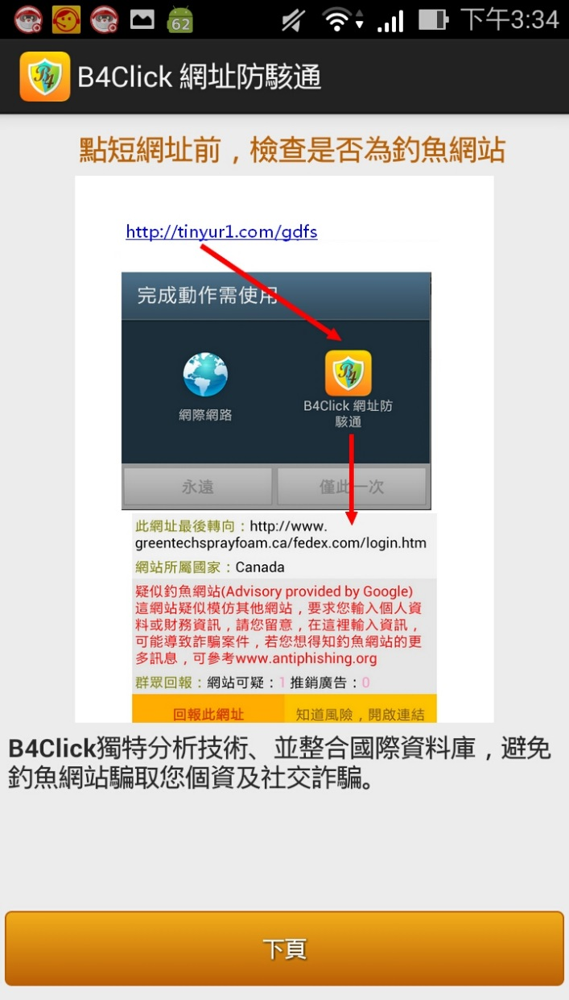 62
下午3:34
B4Click 網址防駭通
點短網址前，檢查是否為釣魚網站
http://tinyur1.com/gdfs
完成動作需使用
網際網路
B4Click 網址防
駭通
永遠
僅此一次
此網址最後轉向：http://www.
greentechsprayfoam.ca/fedex.com/login.htm
網站所屬國家：Canada
疑似釣魚網站(Advisory provided by Google)
這網站疑似模仿其他網站，要求您輸入個人資
料或財務資訊，請您留意，在這裡輸入資訊，
可能導致詐騙案件，若您想得知釣魚網站的更
多訊息，可參考www.antiphishing.org
群眾回報：網站可疑：1 推銷廣告：0
回報此網址
知道風險，開啟連結
B4Click獨特分析技術、並整合國際資料庫，避免
釣魚網站騙取您個資及社交詐騙。
下頁